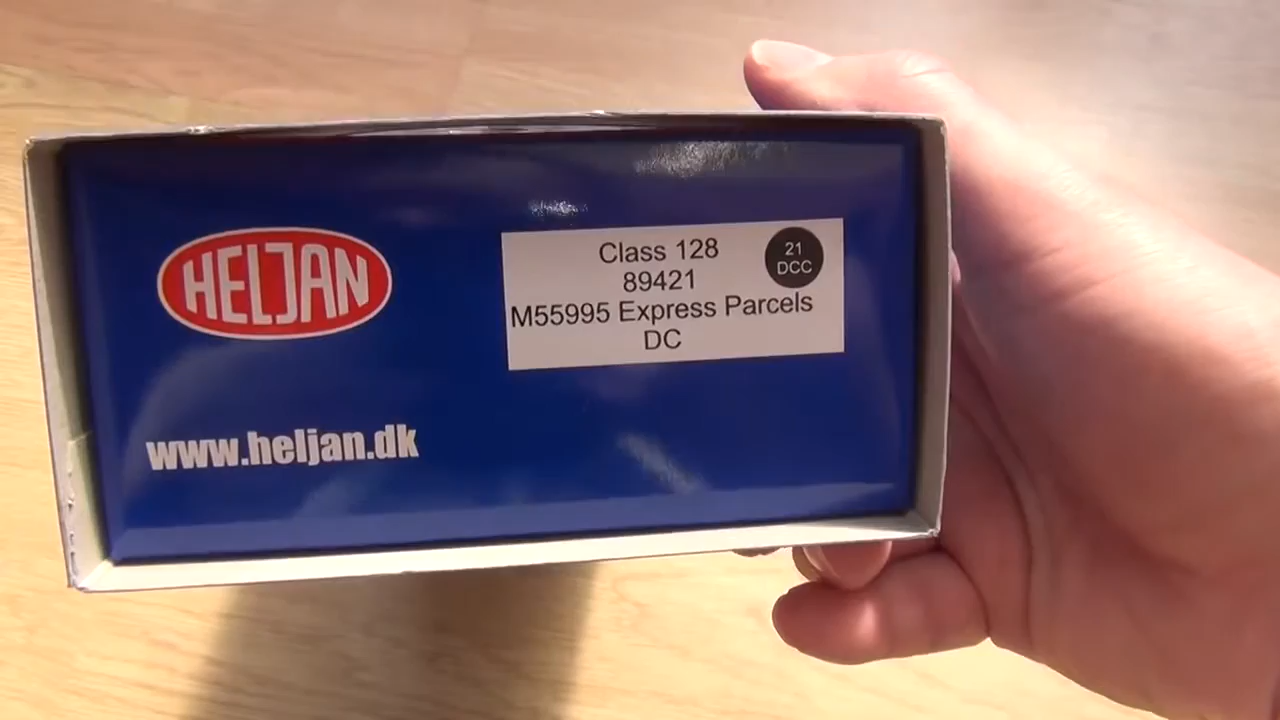 HELJAN
Class 128
89421
M55995 Express Parcels
DC
21
DCC
www.heljan.dk